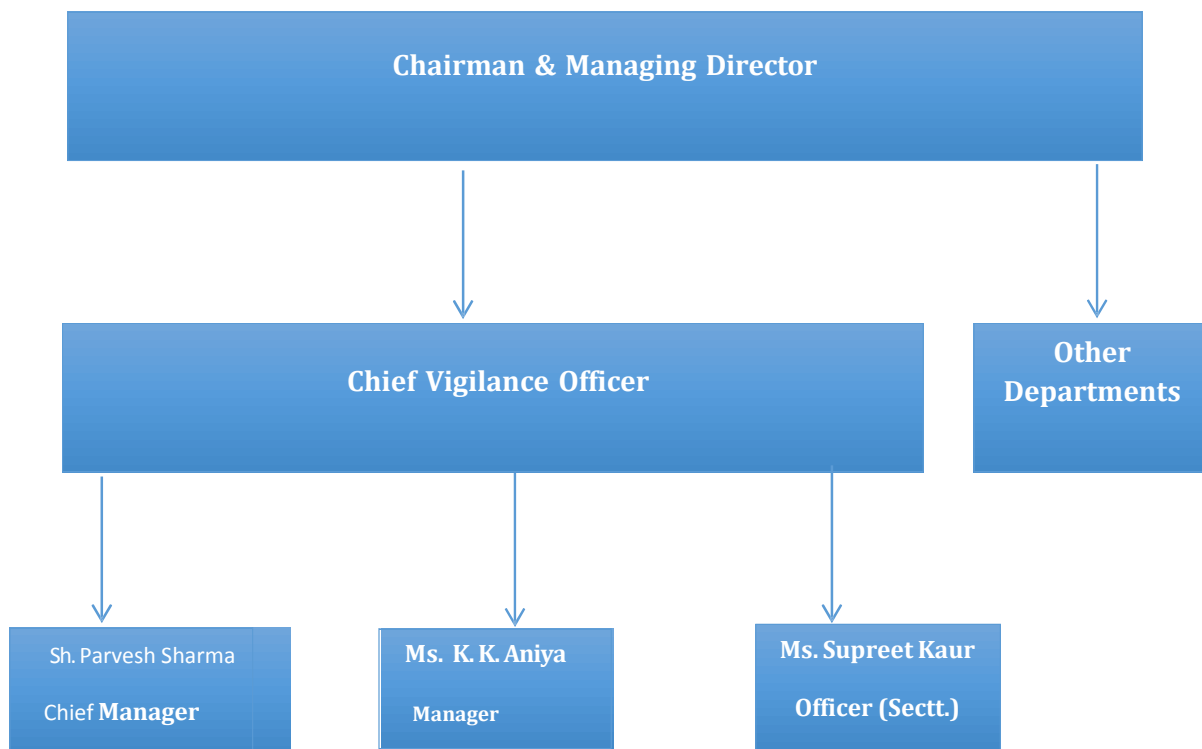 Chairman & Managing Director
Chief Vigilance Officer
Other
Departments
Sh. Parvesh Sharma
Chief Manager
Ms. K. K. Aniya
Manager
Ms. Supreet Kaur
Officer (Sectt.)